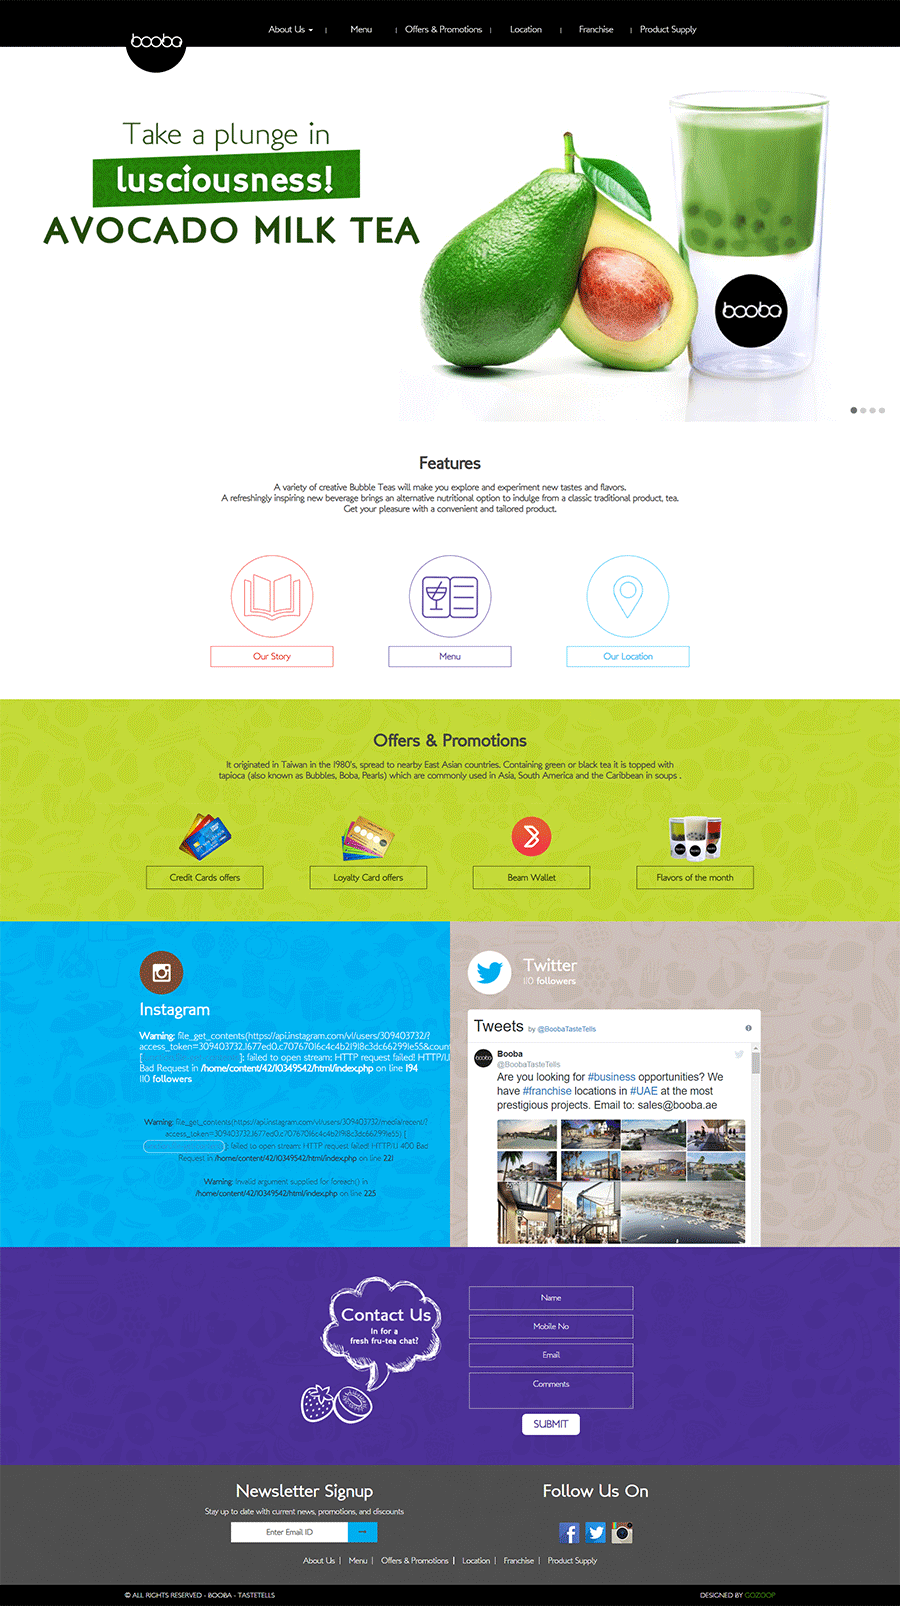 booba
About Us
Menu
Offers & Promotions
Location
Franchise
Product Supply
Take a plunge in
lusciousness!
AVOCADO MILK TEA
booba
Features
A variety of creative Bubble Teas will make you explore and experiment new tastes and flavors.
A refreshingly inspiring new beverage brings an alternative nutritional option to indulge from a classic traditional product, tea.
Get your pleasure with a convenient and tailored product.
Our Story
Menu
Our Location
Offers & Promotions
It originated in Taiwan in the 1980's, spread to nearby East Asian countries. Containing green or black tea it is topped with
tapioca (also known as Bubbles, Boba, Pearls) which are commonly used in Asia, South America and the Caribbean in soups .
Credit Cards offers
Loyalty Card offers
Beam Wallet
Flavors of the month
Instagram
Warning: file_get_contents(https://api.instagram.com/v1/users/309403732/?
access_token=309403732.1677ed0.c70767016c4c4b21918c3dc662991e55&count
[ ]: failed to open stream: HTTP request failed! HTTP/1.1
Bad Request in /home/content/42/10349542/html/index.php on line 194
110 followers
Warning: file_get_contents(https://api.instagram.com/v1/users/309403732/media/recent/?
access_token=309403732.1677ed0.c70767016c4c4b21918c3dc662991e55) [
]: failed to open stream: HTTP request failed! HTTP/1.1 400 Bad
Request in /home/content/42/10349542/html/index.php on line 221
Warning: Invalid argument supplied for foreach() in
/home/content/42/10349542/html/index.php on line 225
Twitter
110 followers
Tweets by @BoobaTasteTells
Booba
@BoobaTasteTells
Are you looking for #business opportunities? We
have #franchise locations in #UAE at the most
prestigious projects. Email to: sales@booba.ae
Contact Us
In for a
fresh fru-tea chat?
Name
Mobile No
Email
Comments
SUBMIT
Newsletter Signup
Stay up to date with current news, promotions, and discounts
Enter Email ID
Follow Us On
About Us | Menu | Offers & Promotions | Location | Franchise | Product Supply
© ALL RIGHTS RESERVED - BOOBA - TASTETELLS
DESIGNED BY GOZOOP